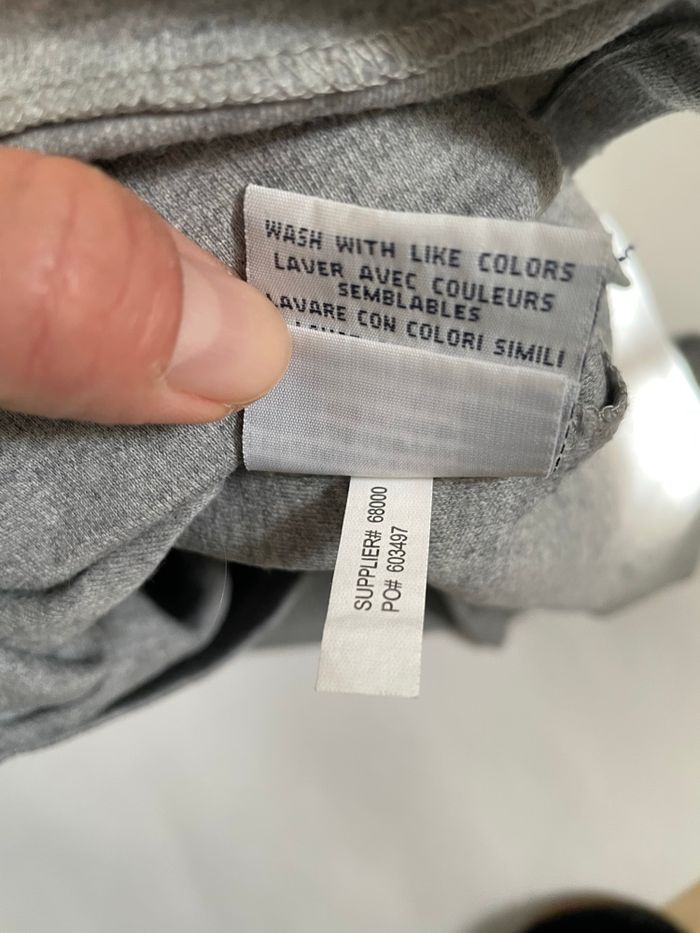 WASH WITH LIKE COLORS
LAVER AVEC COULEURS
SEMBLABLES
LAVARE CON COLORI SIMILI
SUPPLIER# 68000
PO# 603497